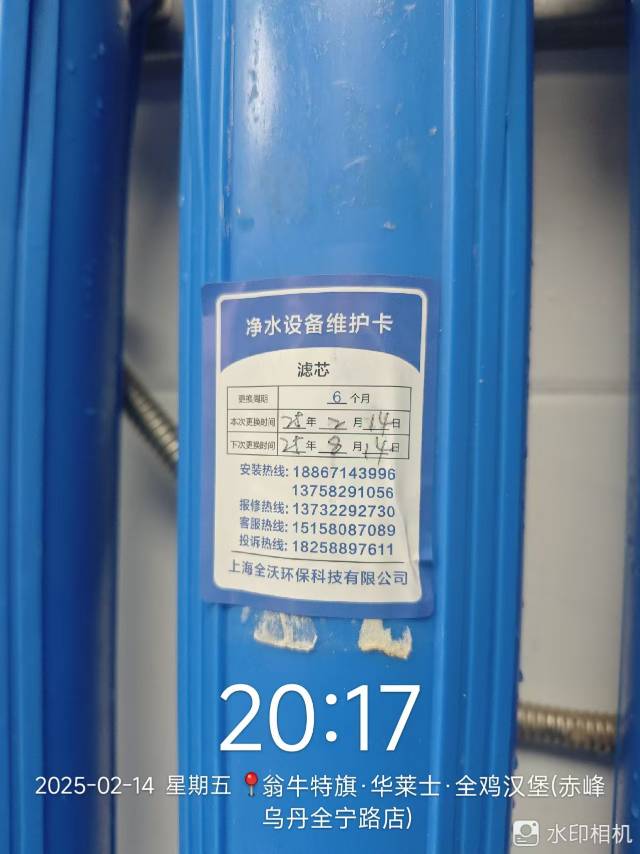 净水设备维护卡
滤芯
更换周期 6 个月
本次更换时间 25 年 2 月 14 日
下次更换时间 25 年 8 月 14 日
安装热线: 18867143996
13758291056
报修热线: 13732292730
客服热线: 15158087089
投诉热线: 18258897611
上海全沃环保科技有限公司
20:17
2025-02-14 星期五 翁牛特旗·华莱士·全鸡汉堡(赤峰
乌丹全宁路店)
水印相机